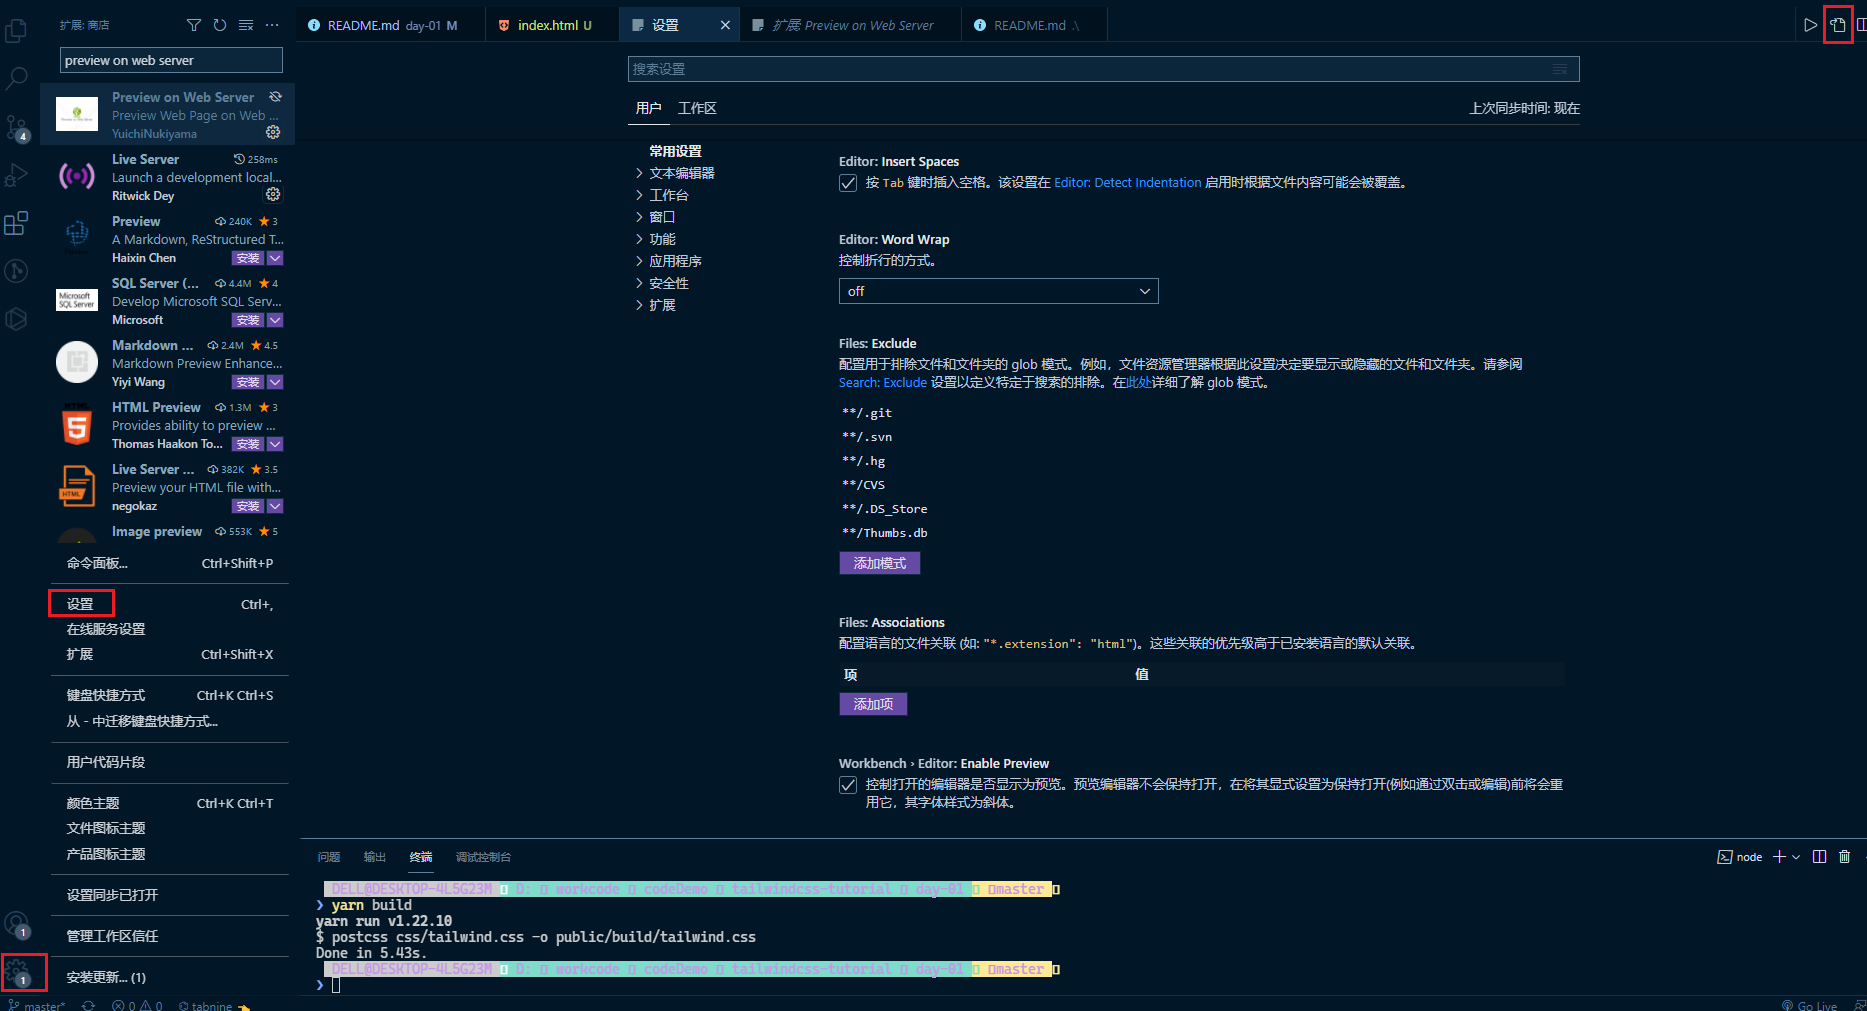 扩展: 商店
preview on web server
Preview on Web Server
Preview Web Page on Web ...
YuichiNukiyama
Live Server 258ms
Launch a development local...
Ritwick Dey
Preview 240K 3
A Markdown, ReStructured T...
Haixin Chen 安装
SQL Server (... 4.4M 4
Microsoft SQL Server
Develop Microsoft SQL Serv...
Microsoft 安装
Markdown ... 2.4M 4.5
Markdown Preview Enhance...
Yiyi Wang 安装
HTML Preview 1.3M 3
Provides ability to preview ...
Thomas Haakon To... 安装
Live Server ... 382K 3.5
HTML
Preview your HTML file with...
negokaz 安装
Image preview 553K 5
命令面板... Ctrl+Shift+P
设置 Ctrl+,
在线服务设置
扩展 Ctrl+Shift+X
键盘快捷方式 Ctrl+K Ctrl+S
从 - 中迁移键盘快捷方式...
用户代码片段
颜色主题 Ctrl+K Ctrl+T
文件图标主题
产品图标主题
设置同步已打开
管理工作区信任
安装更新... (1)
4
1
1
README.md day-01 M
index.html U
设置
扩展: Preview on Web Server
README.md .\
搜索设置
用户 工作区 上次同步时间: 现在
常用设置
文本编辑器
工作台
窗口
功能
应用程序
安全性
扩展
Editor: Insert Spaces
按 Tab 键时插入空格。该设置在 Editor: Detect Indentation 启用时根据文件内容可能会被覆盖。
Editor: Word Wrap
控制折行的方式。
off
Files: Exclude
配置用于排除文件和文件夹的 glob 模式。例如，文件资源管理器根据此设置决定要显示或隐藏的文件和文件夹。请参阅
Search: Exclude 设置以定义特定于搜索的排除。在此处详细了解 glob 模式。
**/.git
**/.svn
**/.hg
**/CVS
**/.DS_Store
**/Thumbs.db
添加模式
Files: Associations
配置语言的文件关联 (如: "*.extension": "html")。这些关联的优先级高于已安装语言的默认关联。
项 值
添加项
Workbench › Editor: Enable Preview
控制打开的编辑器是否显示为预览。预览编辑器不会保持打开，在将其显式设置为保持打开(例如通过双击或编辑)前将会重
用它，其字体样式为斜体。
问题 输出 终端 调试控制台 node
DELL@DESKTOP-4L5G23M D: workcode codeDemo tailwindcss-tutorial day-01 master
❯ yarn build
yarn run v1.22.10
$ postcss css/tailwind.css -o public/build/tailwind.css
Done in 5.43s.
DELL@DESKTOP-4L5G23M D: workcode codeDemo tailwindcss-tutorial day-01 master
❯
master* 0 0 tabnine Go Live